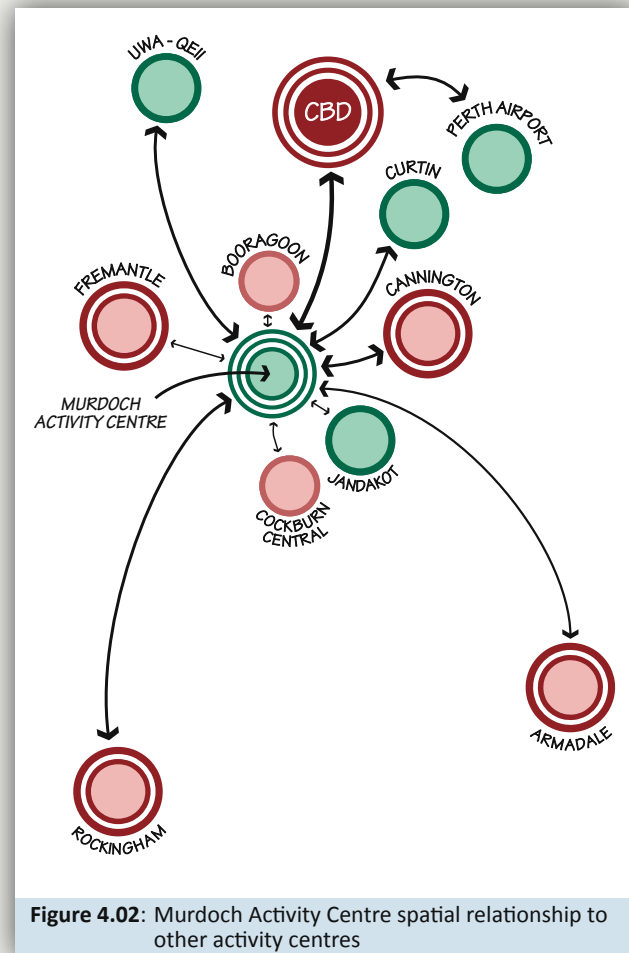 UWA - QEII
CBD
PERTH AIRPORT
CURTIN
BOORAGOON
FREMANTLE
CANNINGTON
MURDOCH
ACTIVITY CENTRE
JANDAKOT
COCKBURN
CENTRAL
ARMADALE
ROCKINGHAM
Figure 4.02: Murdoch Activity Centre spatial relationship to
other activity centres